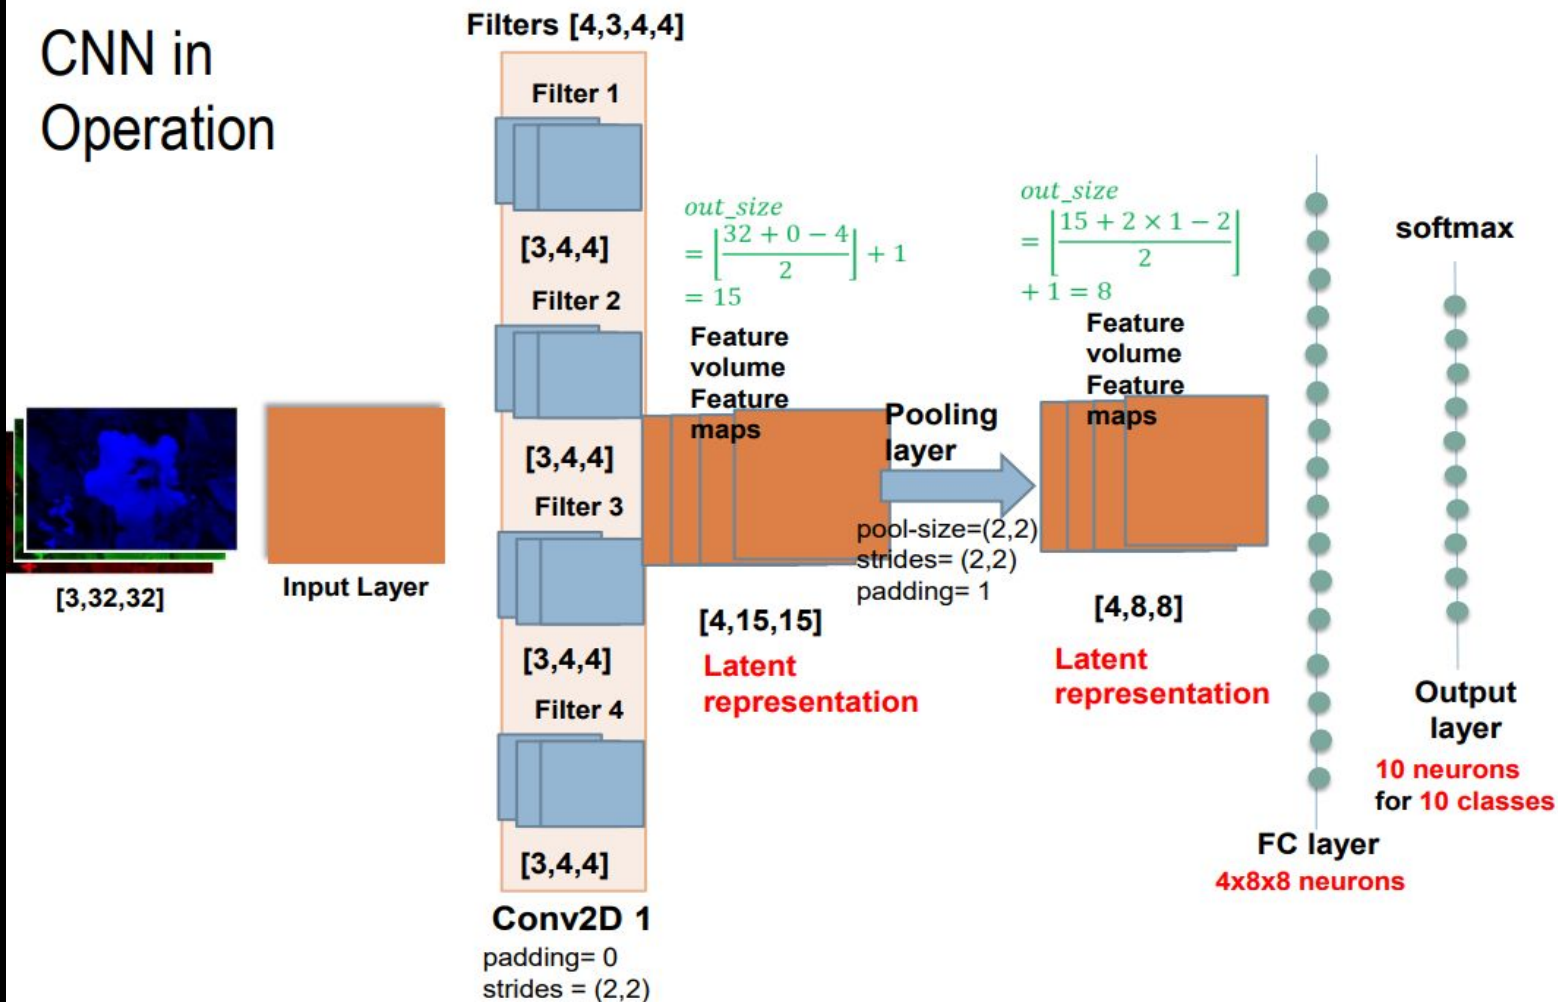 CNN in
Operation
Filters [4,3,4,4]
Filter 1
[3,4,4]
Filter 2
[3,4,4]
Filter 3
[3,4,4]
Filter 4
[3,4,4]
Conv2D 1
padding= 0
strides = (2,2)
[3,32,32]
Input Layer
out_size
= ⌊(32 + 0 − 4)/2⌋ + 1
= 15
Feature
volume
Feature
maps
[4,15,15]
Latent
representation
Pooling
layer
pool-size=(2,2)
strides= (2,2)
padding= 1
out_size
= ⌊(15 + 2 × 1 − 2)/2⌋
+ 1 = 8
Feature
volume
Feature
maps
[4,8,8]
Latent
representation
FC layer
4x8x8 neurons
softmax
Output
layer
10 neurons
for 10 classes